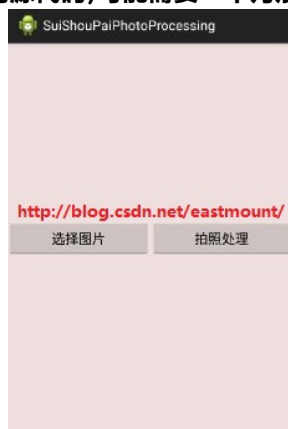 SuiShouPaiPhotoProcessing
http://blog.csdn.net/eastmount/
选择图片 拍照处理